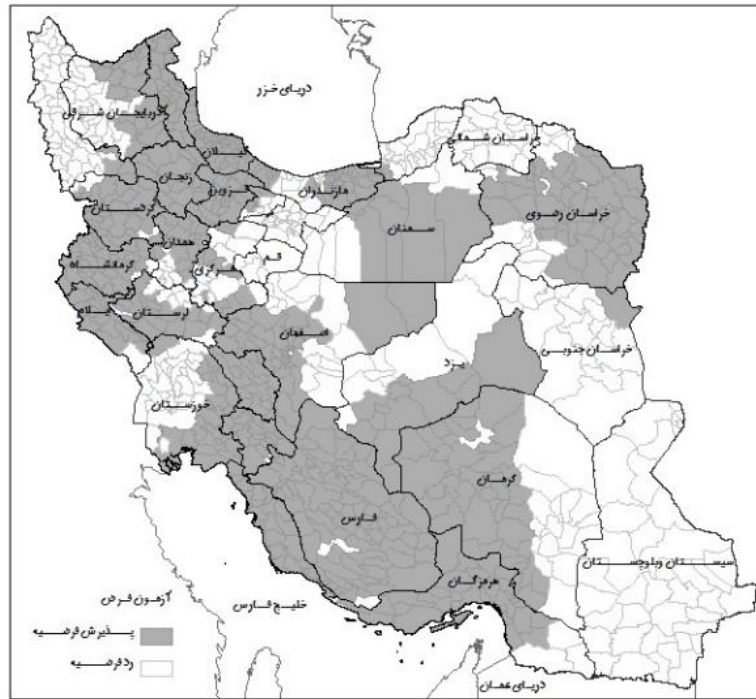 دریای خزر
آذربایجان شرقی
خراسان شمالی
گیلان
زنجان
قزوین
مازندران
کردستان
سمنان
خراسان رضوی
همدان
کرمانشاه
مرکزی
قم
ایلام
لرستان
اصفهان
یزد
خراسان جنوبی
خوزستان
کرمان
فارس
هرمزگان
سیستان وبلوچستان
خلیج فارس
دریای عمان
آزمون فرض
پذیرش فرضیه
رد فرضیه